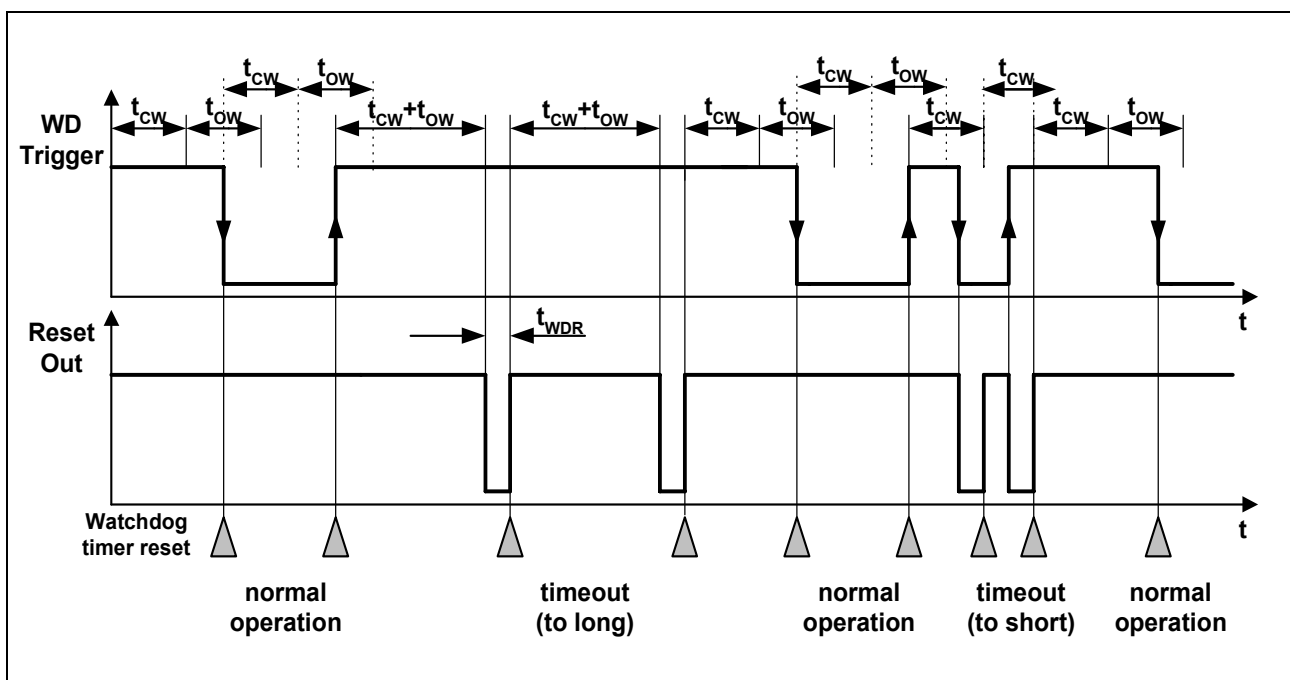 tCW tOW tCW tOW tCW
WD Trigger tCW tOW tCW+tOW tCW+tOW tCW tOW tCW tCW tOW
t
Reset Out
tWDR
t
Watchdog
timer reset
normal operation
timeout (to long)
normal operation
timeout (to short)
normal operation